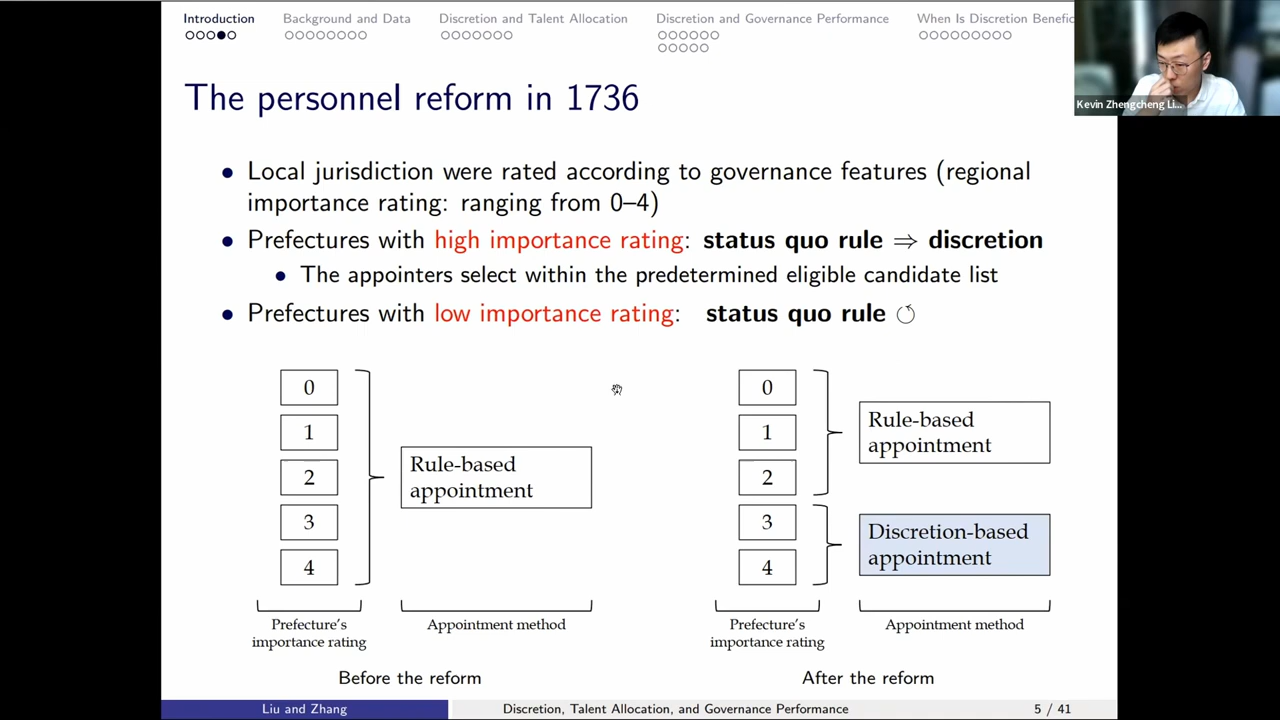 Introduction
Background and Data
Discretion and Talent Allocation
Discretion and Governance Performance
When Is Discretion Benefic
Kevin Zhengcheng Li...
The personnel reform in 1736
Local jurisdiction were rated according to governance features (regional
importance rating: ranging from 0–4)
Prefectures with high importance rating: status quo rule ⇒ discretion
The appointers select within the predetermined eligible candidate list
Prefectures with low importance rating: status quo rule ↺
0
1
2
3
4
Rule-based
appointment
Prefecture's
importance rating
Appointment method
Before the reform
0
1
2
3
4
Rule-based
appointment
Discretion-based
appointment
Prefecture's
importance rating
Appointment method
After the reform
Liu and Zhang
Discretion, Talent Allocation, and Governance Performance
5 / 41